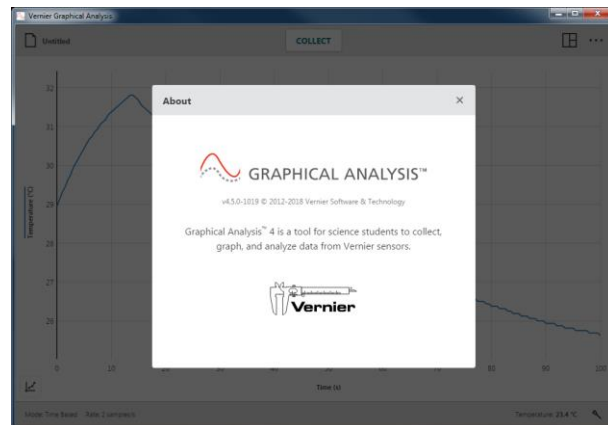 Vernier Graphical Analysis
Untitled
COLLECT
32
31
30
29
28
27
26
Temperature (°C)
About
GRAPHICAL ANALYSIS™
v4.5.0-1019 © 2012-2018 Vernier Software & Technology
Graphical Analysis™ 4 is a tool for science students to collect,
graph, and analyze data from Vernier sensors.
Vernier
0
10
80
90
100
Time (s)
Mode: Time Based Rate: 2 samples/s
Temperature: 25.4 °C